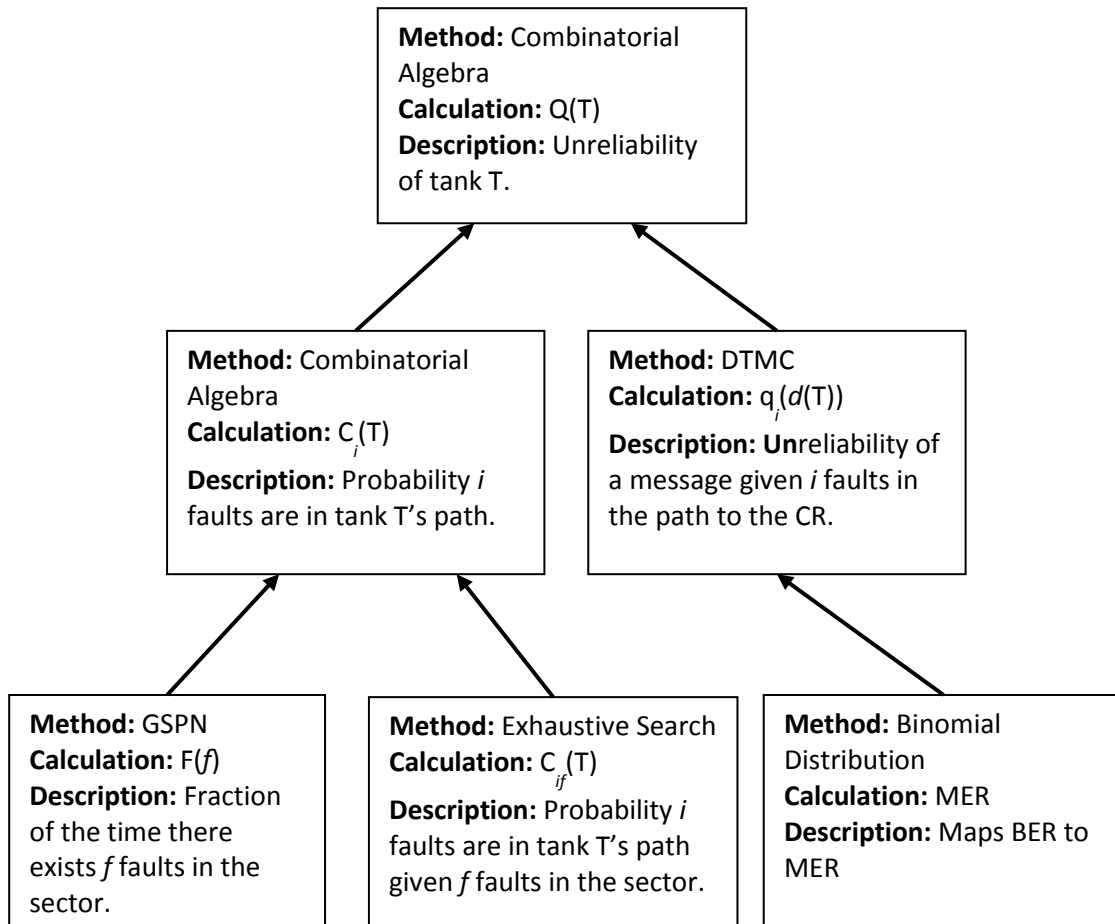 Method: Combinatorial
Algebra
Calculation: Q(T)
Description: Unreliability
of tank T.
Method: Combinatorial
Algebra
Calculation: C_i(T)
Description: Probability i
faults are in tank T's path.
Method: DTMC
Calculation: q_i(d(T))
Description: Unreliability of
a message given i faults in
the path to the CR.
Method: GSPN
Calculation: F(f)
Description: Fraction
of the time there
exists f faults in the
sector.
Method: Exhaustive Search
Calculation: C_if(T)
Description: Probability i
faults are in tank T's path
given f faults in the sector.
Method: Binomial
Distribution
Calculation: MER
Description: Maps BER to
MER